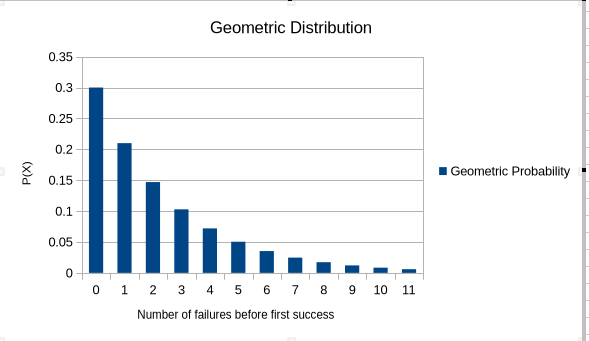 Geometric Distribution
0.35
0.3
0.25
0.2
0.15
0.1
0.05
0
P(X)
0 1 2 3 4 5 6 7 8 9 10 11
Number of failures before first success
Geometric Probability